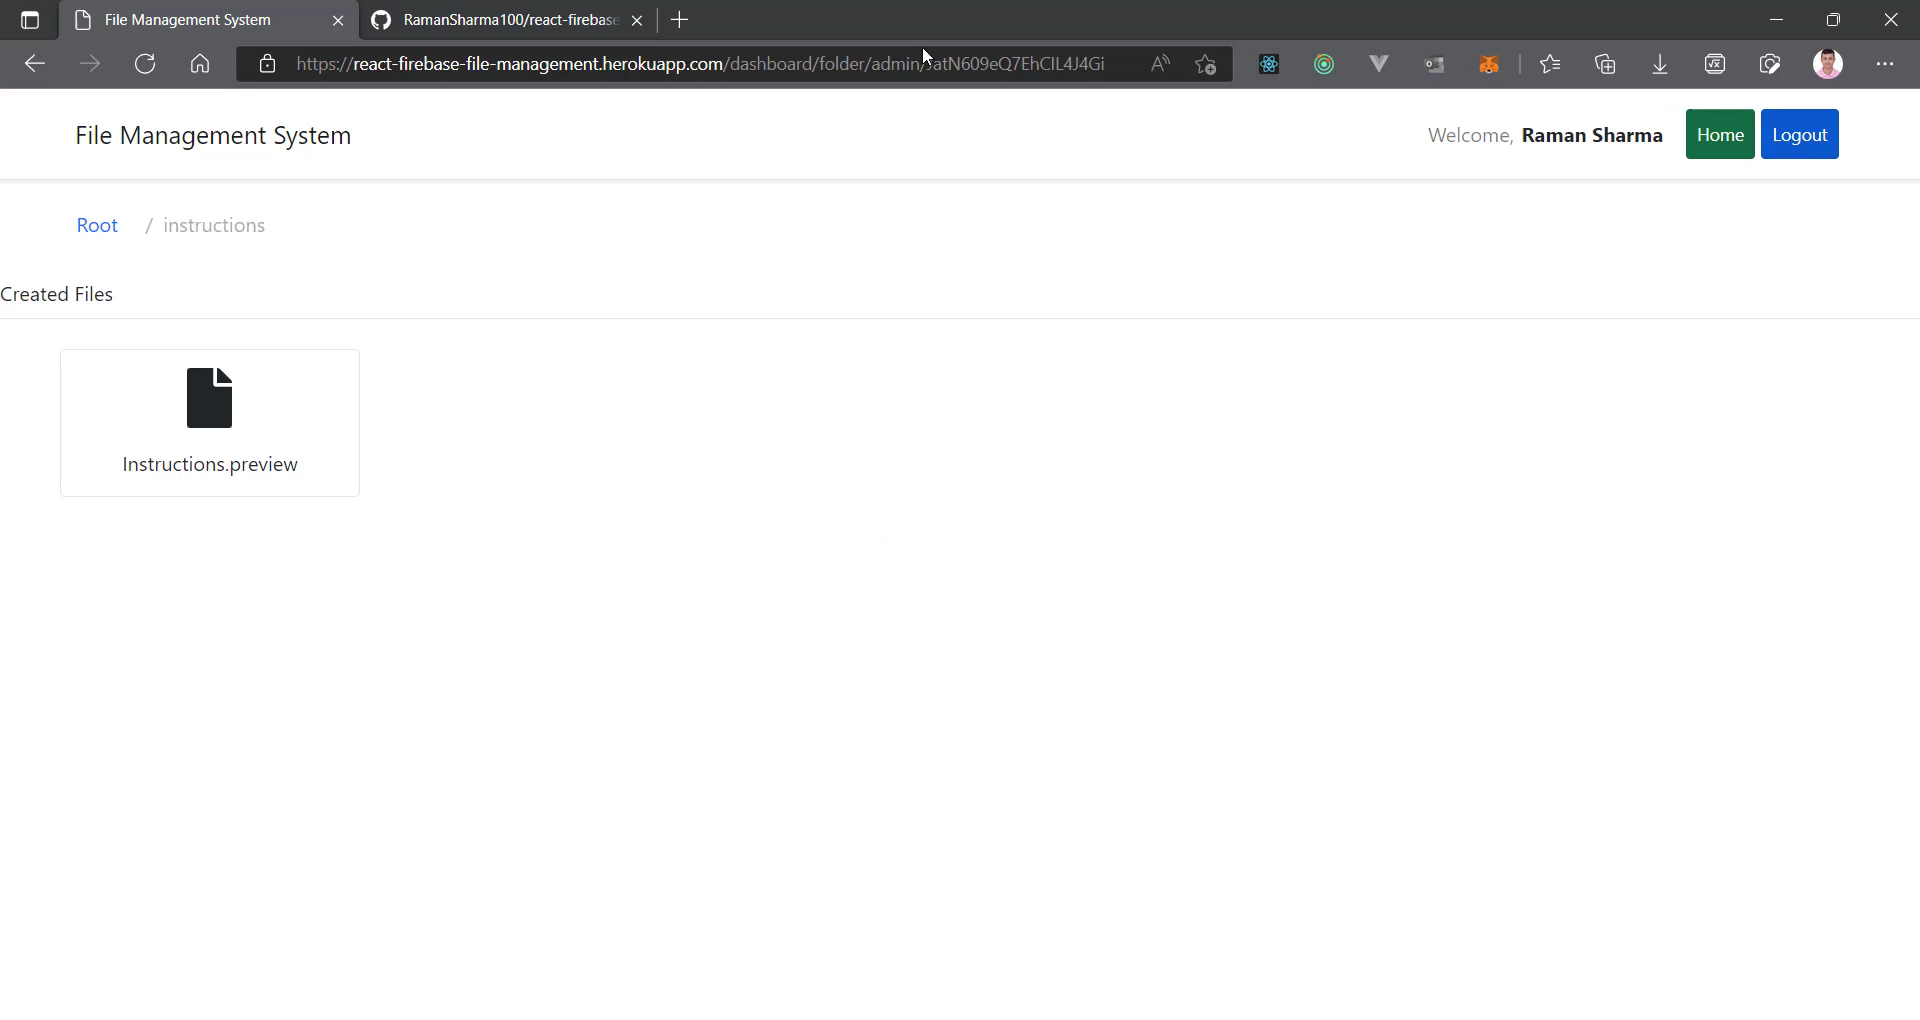 File Management System
RamanSharma100/react-firebase
https://react-firebase-file-management.herokuapp.com/dashboard/folder/admin/ atN609eQ7EhCIL4J4Gi
File Management System
Welcome, Raman Sharma Home Logout
Root / instructions
Created Files
Instructions.preview